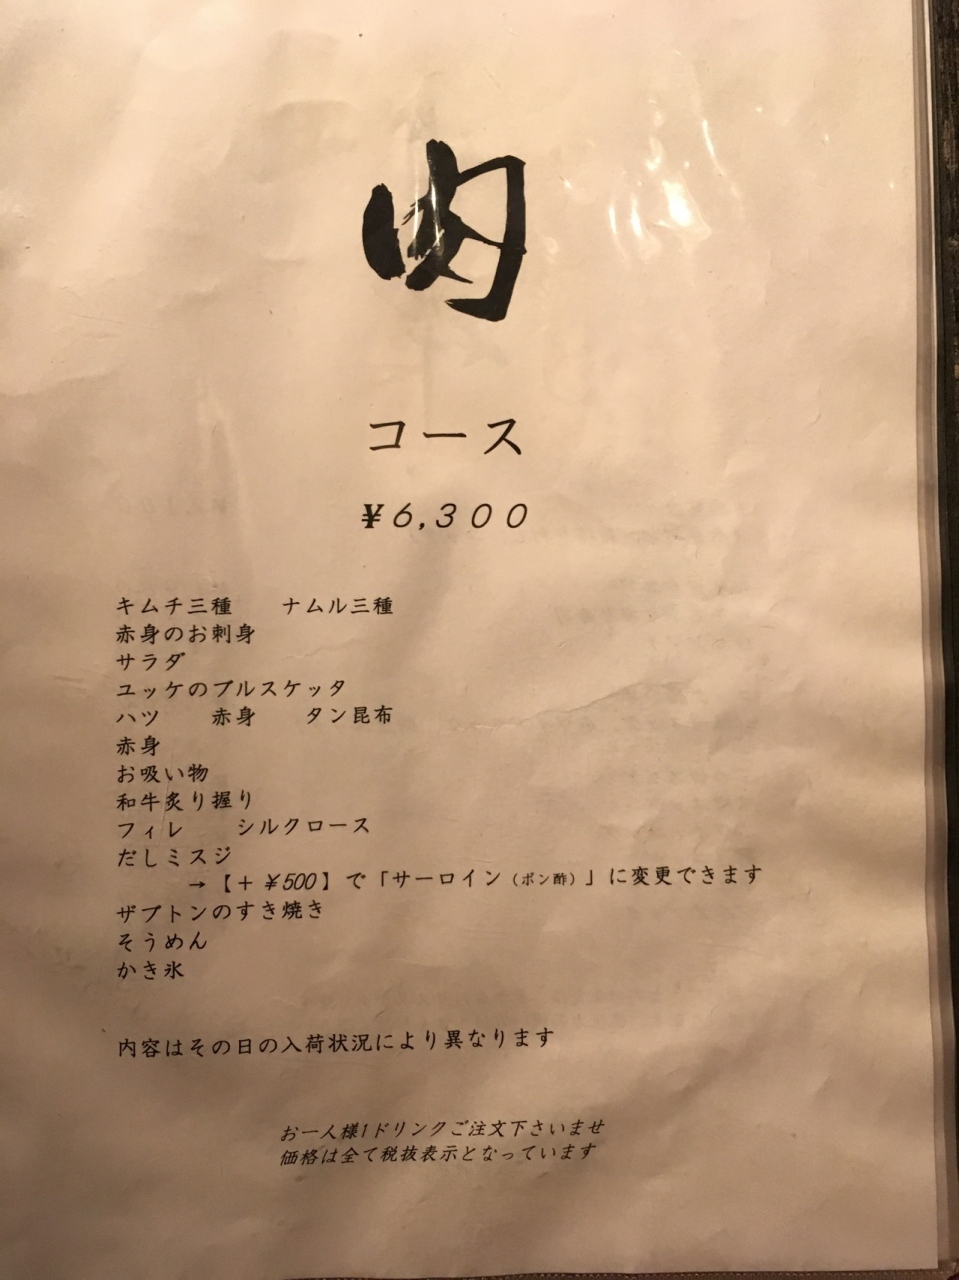 肉
コース
¥6,300
キムチ三種　　ナムル三種
赤身のお刺身
サラダ
ユッケのブルスケッタ
ハツ　　赤身　　タン昆布
赤身
お吸い物
和牛炙り握り
フィレ　　シルクロース
だしミスジ
→【＋¥500】で「サーロイン（ポン酢）」に変更できます
ザブトンのすき焼き
そうめん
かき氷
内容はその日の入荷状況により異なります
お一人様1ドリンクご注文下さいませ
価格は全て税抜表示となっています